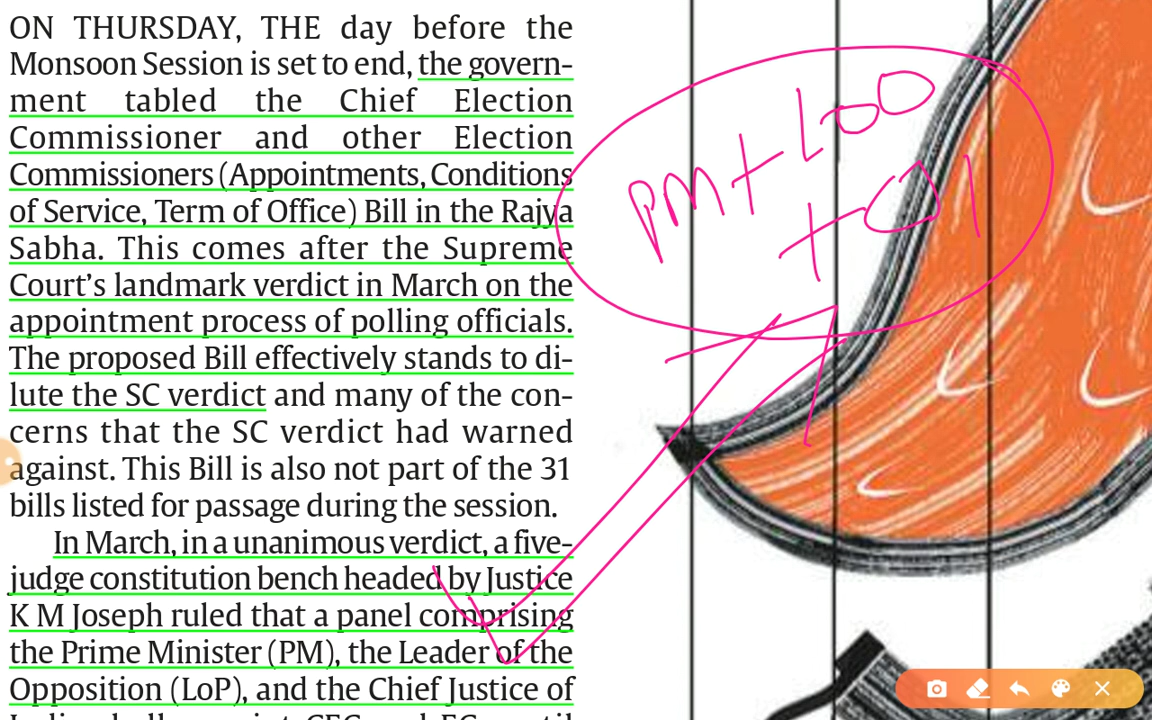 ON THURSDAY, THE day before the
Monsoon Session is set to end, the govern-
ment tabled the Chief Election
Commissioner and other Election
Commissioners (Appointments, Conditions
of Service, Term of Office) Bill in the Rajya
Sabha. This comes after the Supreme
Court's landmark verdict in March on the
appointment process of polling officials.
The proposed Bill effectively stands to di-
lute the SC verdict and many of the con-
cerns that the SC verdict had warned
against. This Bill is also not part of the 31
bills listed for passage during the session.
In March, in a unanimous verdict, a five-
judge constitution bench headed by Justice
K M Joseph ruled that a panel comprising
the Prime Minister (PM), the Leader of the
Opposition (LoP), and the Chief Justice of
pm +